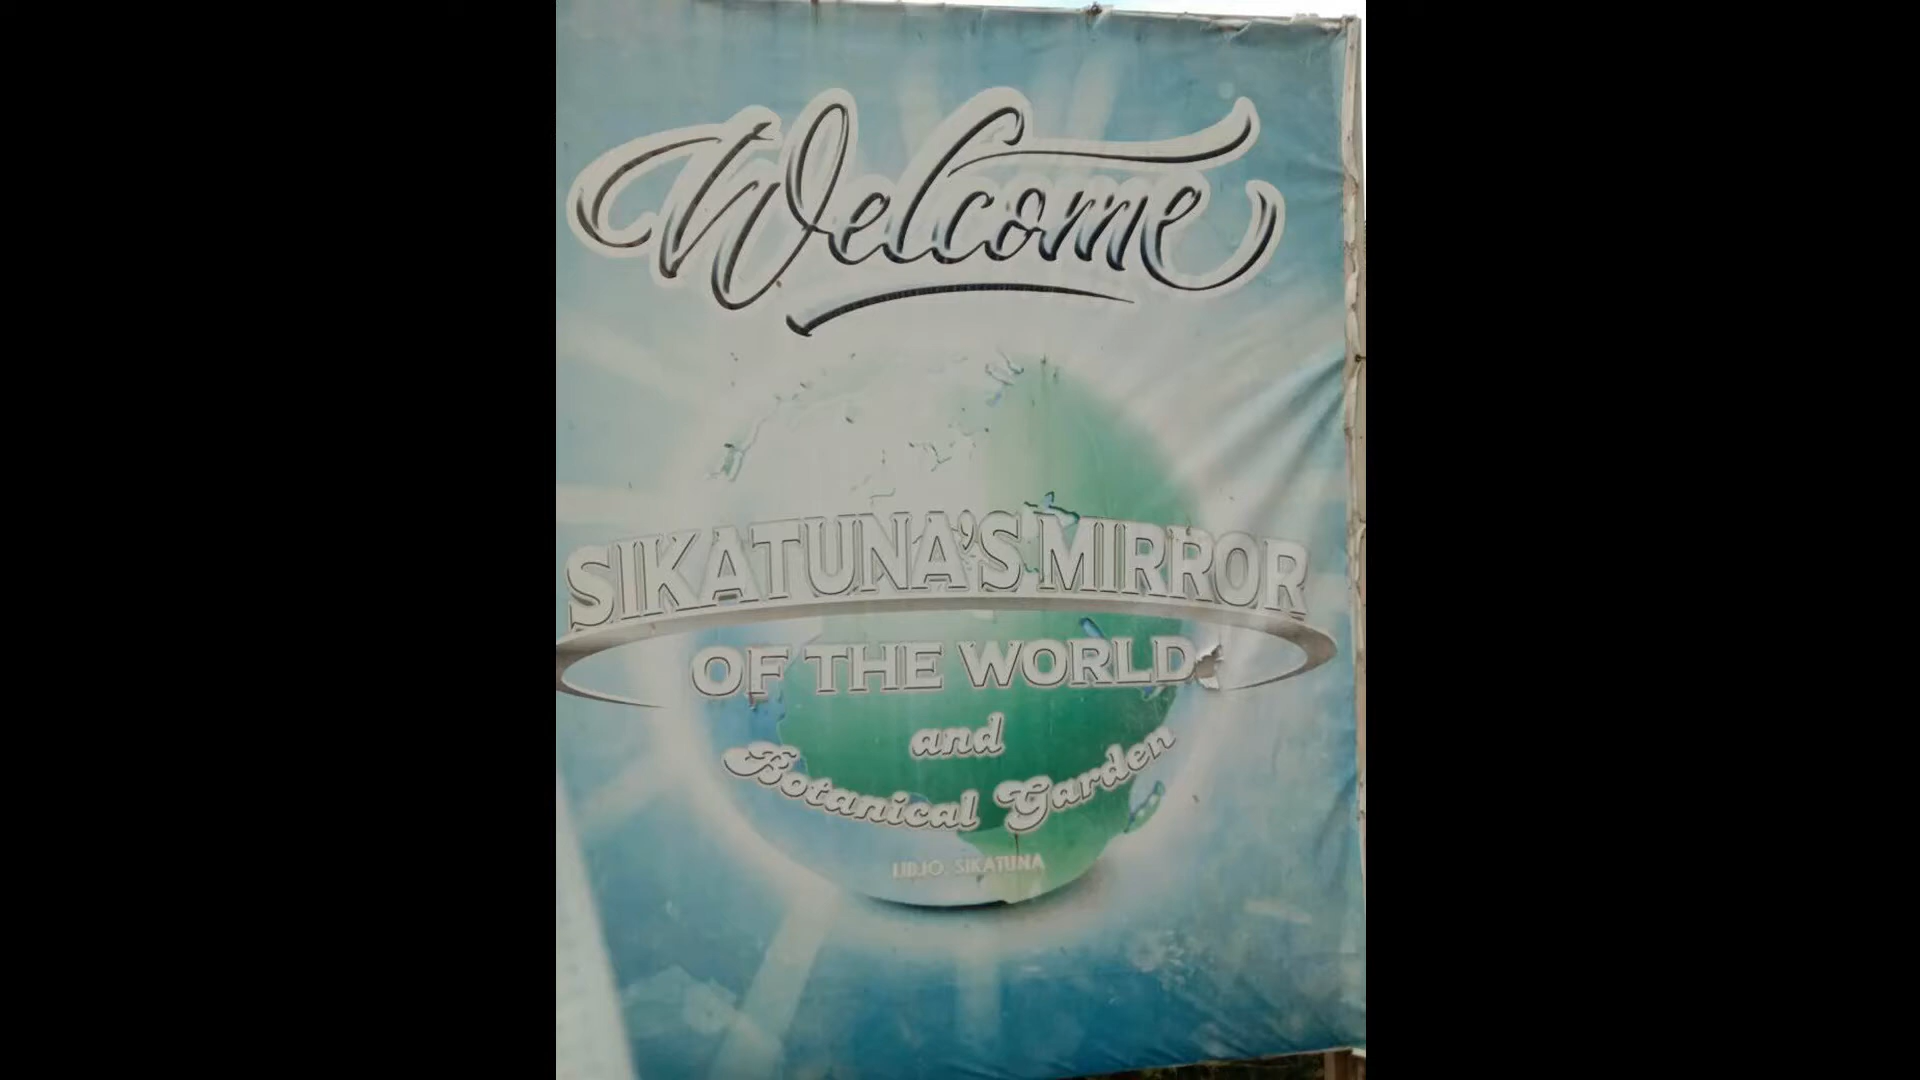 Welcome
SIKATUNA'S MIRROR
OF THE WORLD
and
Botanical Garden
LIBJO, SIKATUNA